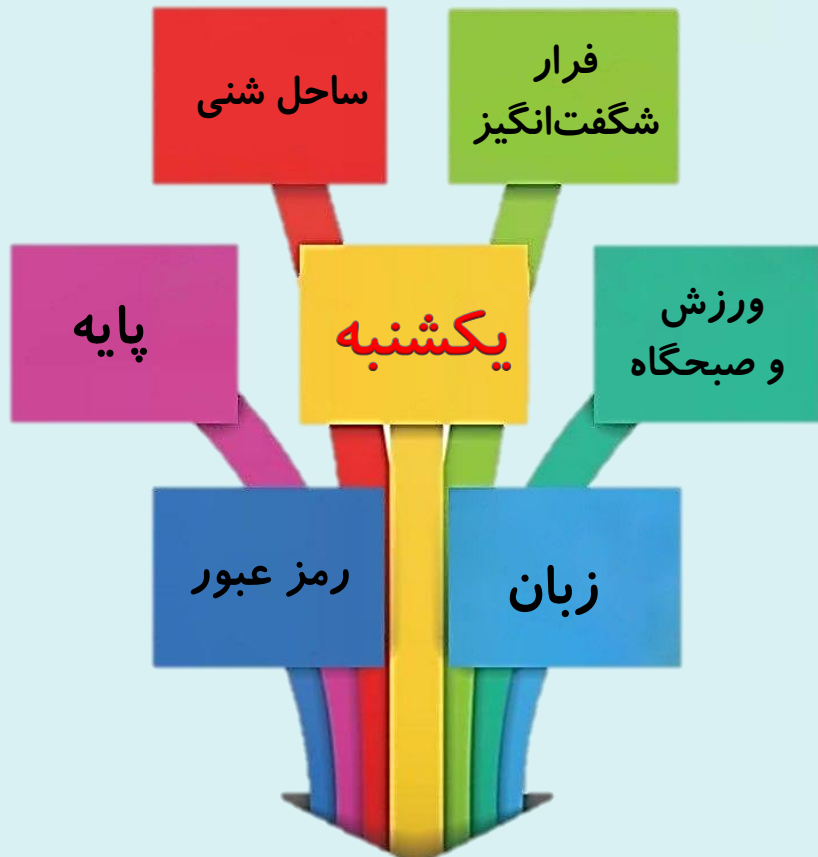 فرار
شگفت‌انگیز
ساحل شنی
ورزش
و صبحگاه
یکشنبه
پایه
زبان
رمز عبور